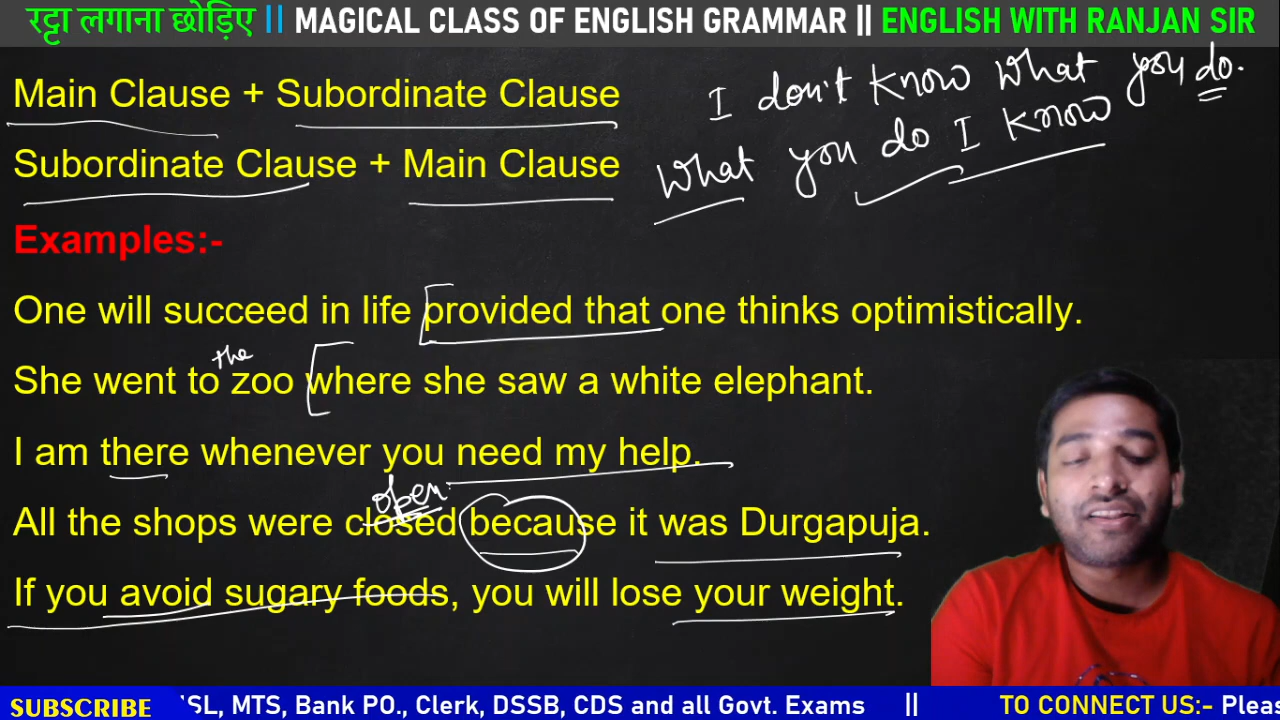 रट्टा लगाना छोड़िए || MAGICAL CLASS OF ENGLISH GRAMMAR || ENGLISH WITH RANJAN SIR
Main Clause + Subordinate Clause
I don't know what you do.
Subordinate Clause + Main Clause
What you do I know
Examples:-
One will succeed in life provided that one thinks optimistically.
the
She went to zoo where she saw a white elephant.
I am there whenever you need my help.
open
All the shops were closed because it was Durgapuja.
If you avoid sugary foods, you will lose your weight.
SUBSCRIBE SL, MTS, Bank PO., Clerk, DSSB, CDS and all Govt. Exams || TO CONNECT US:- Pleas